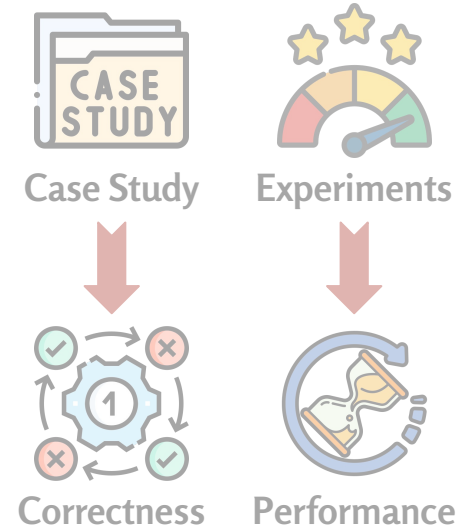 CASE
STUDY
Case Study
Experiments
1
Correctness
Performance